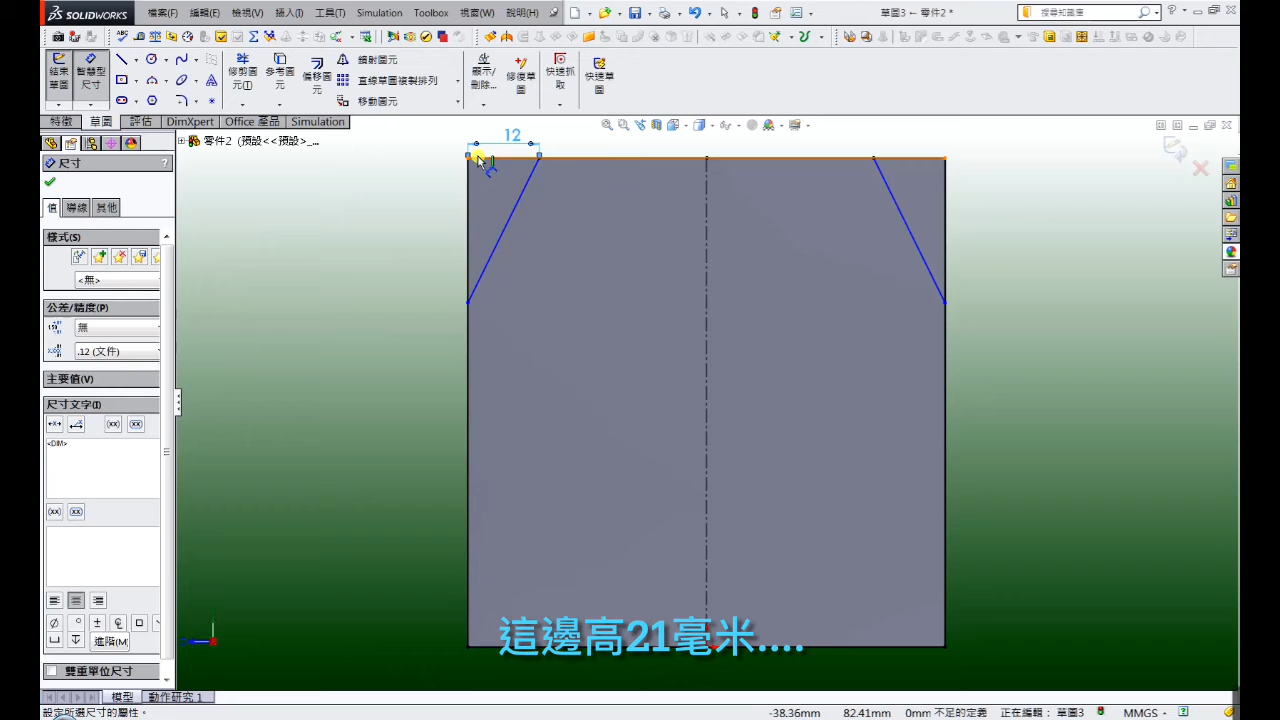 SOLIDWORKS 檔案(F) 編輯(E) 檢視(V) 插入(I) 工具(T) Simulation Toolbox 視窗(W) 說明(H) 草圖3 ← 零件2 * 搜尋知識庫
結束草圖
智慧型尺寸
修剪圖元(I)
參考圖元
偏移圖元
鏡射圖元
直線草圖複製排列
移動圖元
顯示/刪除...
修復草圖
快速抓取
快速草圖
特徵 草圖 評估 DimXpert Office 產品 Simulation
零件2 (預設<<預設>_...
12
尺寸 ?
值 導線 其他
樣式(S)
<無>
公差/精度(P)
無
.12 (文件)
主要值(V)
尺寸文字(I)
<DIM>
進階(M)
雙重單位尺寸
這邊高21毫米....
模型 動作研究 1
設定所選尺寸的屬性。 -38.36mm 82.41mm 0mm 不足的定義 正在編輯: 草圖3 MMGS